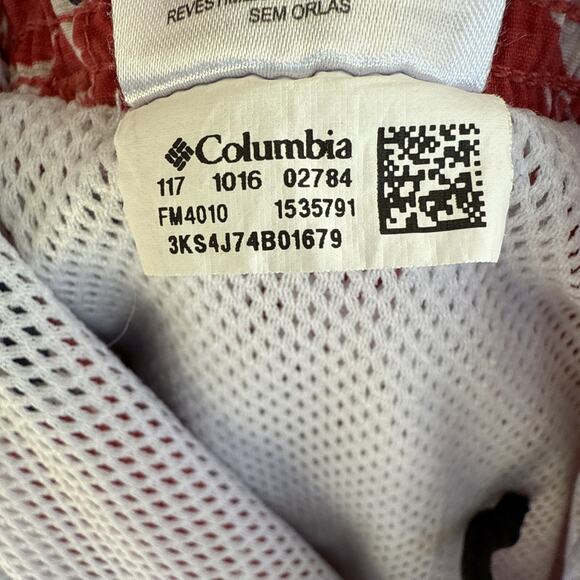 SEM ORLAS
Columbia
117 1016 02784
FM4010 1535791
3KS4J74B01679